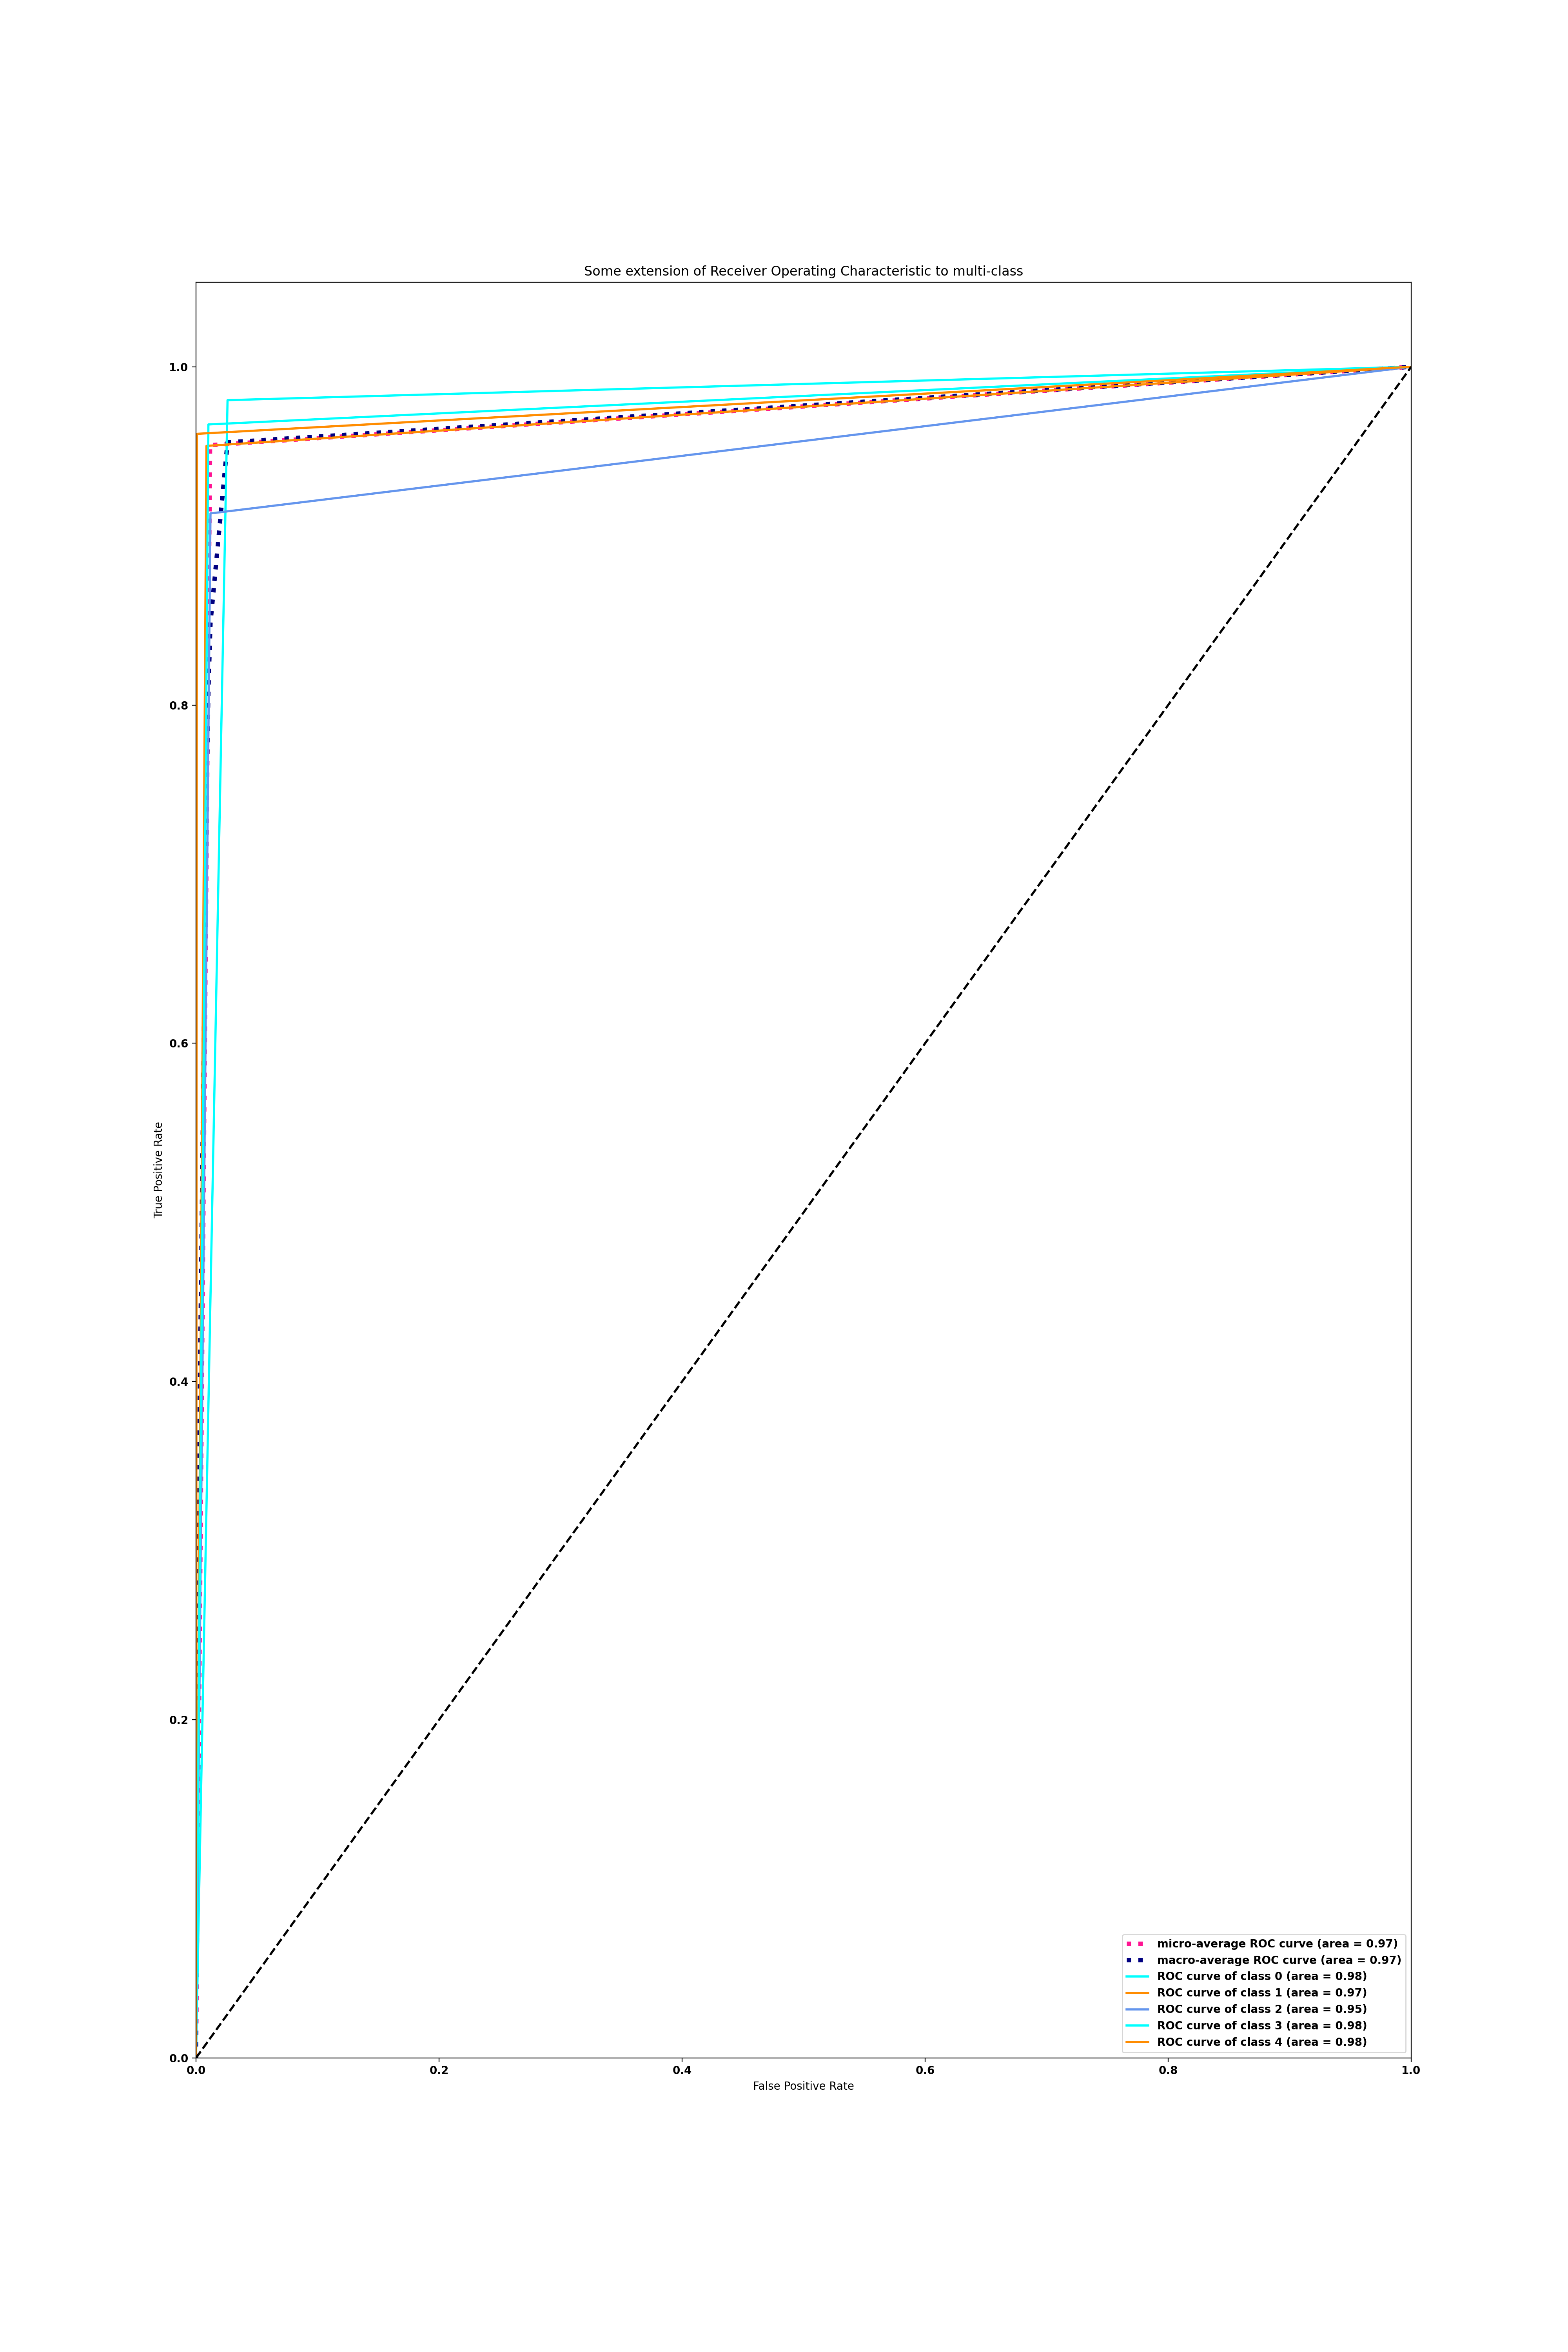 Some extension of Receiver Operating Characteristic to multi-class
1.0
0.8
0.6
0.4
0.2
0.0
True Positive Rate
0.0 0.2 0.4 0.6 0.8 1.0
False Positive Rate
micro-average ROC curve (area = 0.97)
macro-average ROC curve (area = 0.97)
ROC curve of class 0 (area = 0.98)
ROC curve of class 1 (area = 0.97)
ROC curve of class 2 (area = 0.95)
ROC curve of class 3 (area = 0.98)
ROC curve of class 4 (area = 0.98)